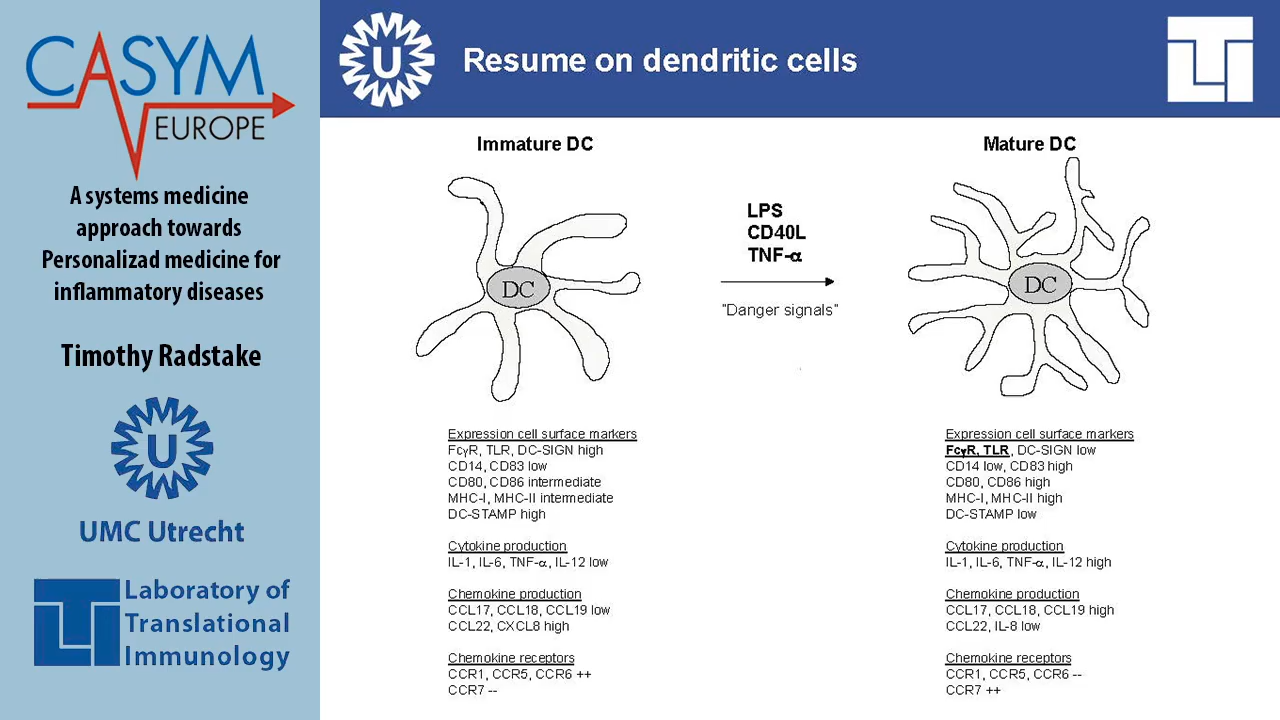 CASYM
EUROPE
A systems medicine
approach towards
Personalizad medicine for
inflammatory diseases
Timothy Radstake
U
UMC Utrecht
Laboratory of
Translational
Immunology
U
Resume on dendritic cells
Immature DC
DC
LPS
CD40L
TNF-α
"Danger signals"
Mature DC
DC
Expression cell surface markers
FcγR, TLR, DC-SIGN high
CD14, CD83 low
CD80, CD86 intermediate
MHC-I, MHC-II intermediate
DC-STAMP high
Cytokine production
IL-1, IL-6, TNF-α, IL-12 low
Chemokine production
CCL17, CCL18, CCL19 low
CCL22, CXCL8 high
Chemokine receptors
CCR1, CCR5, CCR6 ++
CCR7 --
Expression cell surface markers
FcγR, TLR, DC-SIGN low
CD14 low, CD83 high
CD80, CD86 high
MHC-I, MHC-II high
DC-STAMP low
Cytokine production
IL-1, IL-6, TNF-α, IL-12 high
Chemokine production
CCL17, CCL18, CCL19 high
CCL22, IL-8 low
Chemokine receptors
CCR1, CCR5, CCR6 --
CCR7 ++